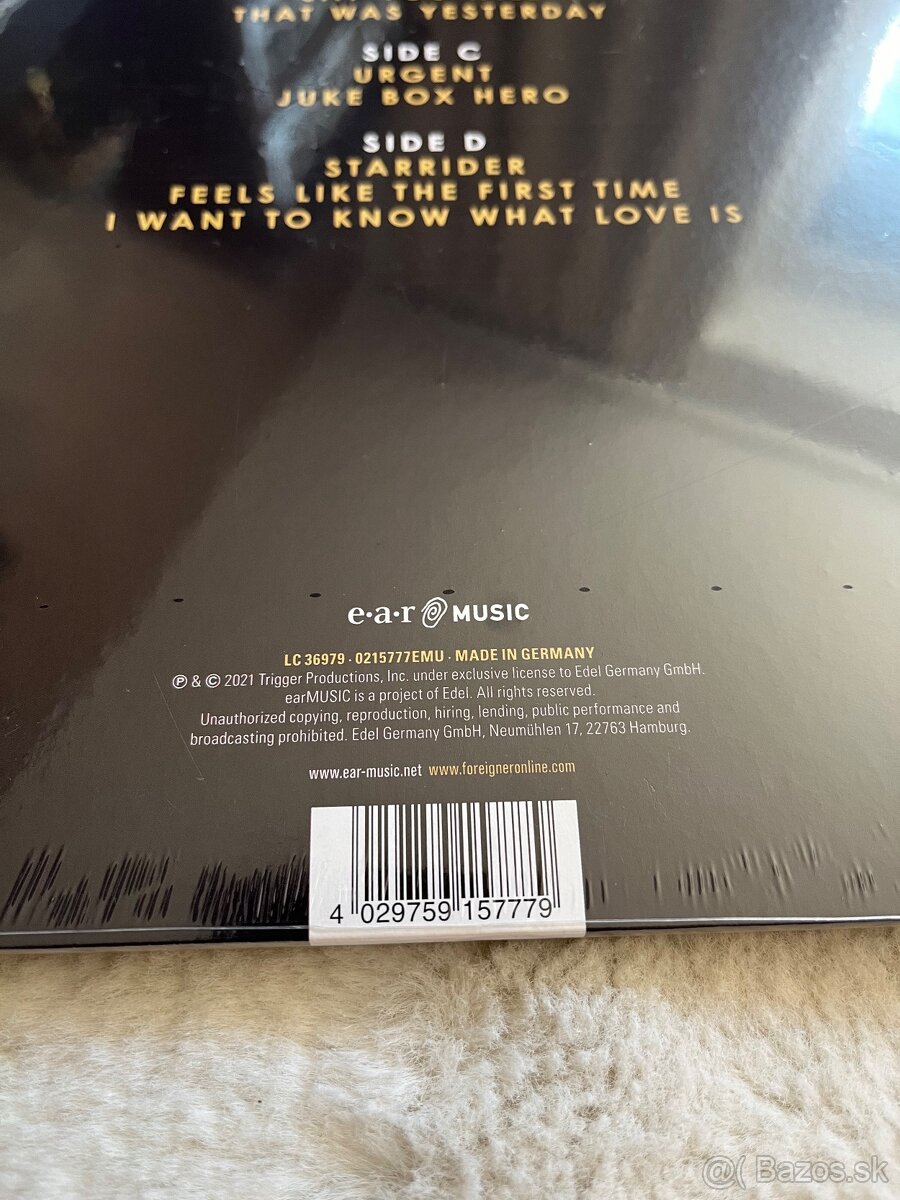 THAT WAS YESTERDAY
SIDE C
URGENT
JUKE BOX HERO
SIDE D
STARRIDER
FEELS LIKE THE FIRST TIME
I WANT TO KNOW WHAT LOVE IS
e·a·r MUSIC
LC 36979 · 0215777EMU · MADE IN GERMANY
℗ & © 2021 Trigger Productions, Inc. under exclusive license to Edel Germany GmbH.
earMUSIC is a project of Edel. All rights reserved.
Unauthorized copying, reproduction, hiring, lending, public performance and
broadcasting prohibited. Edel Germany GmbH, Neumühlen 17, 22763 Hamburg.
www.ear-music.net www.foreigneronline.com
4 029759 157779
@( Bazos.sk